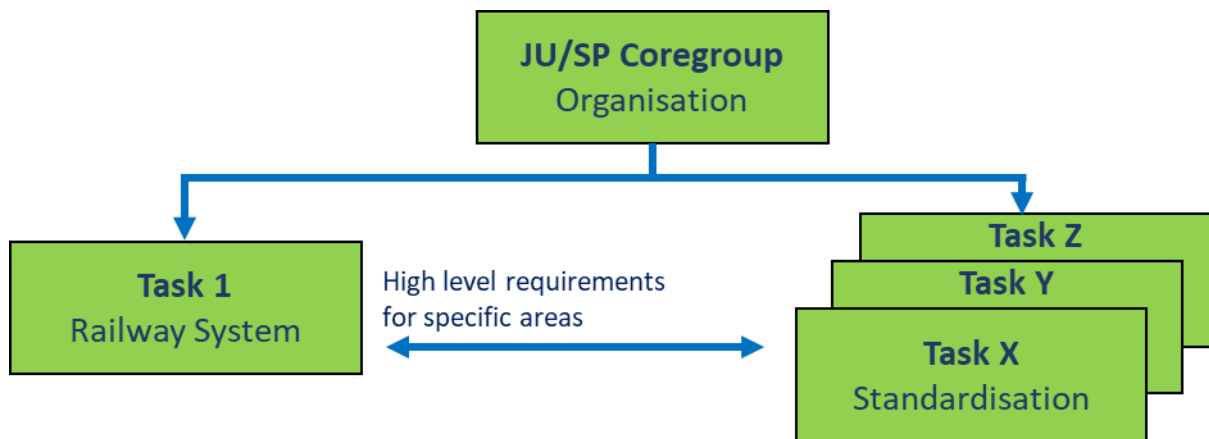 JU/SP Coregroup
Organisation
Task 1
Railway System
High level requirements
for specific areas
Task Z
Task Y
Task X
Standardisation